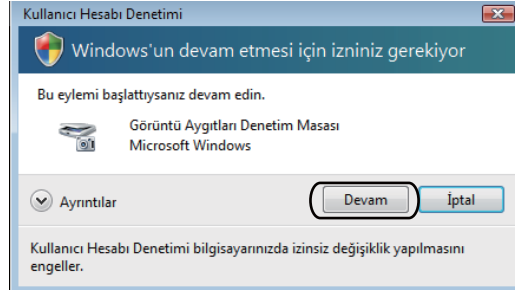 Kullanıcı Hesabı Denetimi
Windows'un devam etmesi için izniniz gerekiyor
Bu eylemi başlattıysanız devam edin.
Görüntü Aygıtları Denetim Masası
Microsoft Windows
Ayrıntılar
Devam
İptal
Kullanıcı Hesabı Denetimi bilgisayarınızda izinsiz değişiklik yapılmasını
engeller.